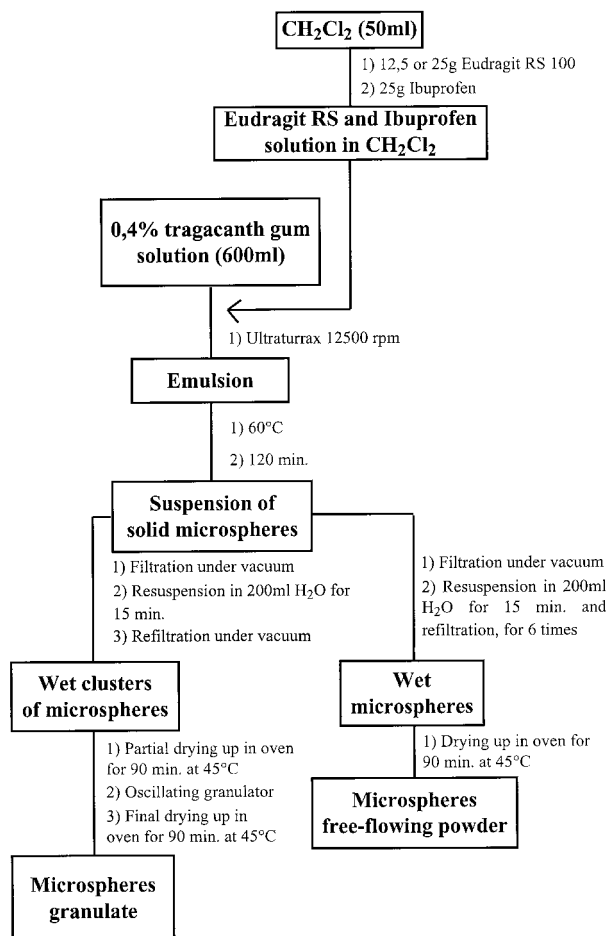 CH₂Cl₂ (50ml)
1) 12,5 or 25g Eudragit RS 100
2) 25g Ibuprofen
Eudragit RS and Ibuprofen
solution in CH₂Cl₂
0,4% tragacanth gum
solution (600ml)
1) Ultraturrax 12500 rpm
Emulsion
1) 60°C
2) 120 min.
Suspension of
solid microspheres
1) Filtration under vacuum
2) Resuspension in 200ml H₂O for
15 min.
3) Refiltration under vacuum
1) Filtration under vacuum
2) Resuspension in 200ml
H₂O for 15 min. and
refiltration, for 6 times
Wet clusters
of microspheres
Wet
microspheres
1) Partial drying up in oven
for 90 min. at 45°C
2) Oscillating granulator
3) Final drying up in
oven for 90 min. at 45°C
1) Drying up in oven for
90 min. at 45°C
Microspheres
free-flowing powder
Microspheres
granulate